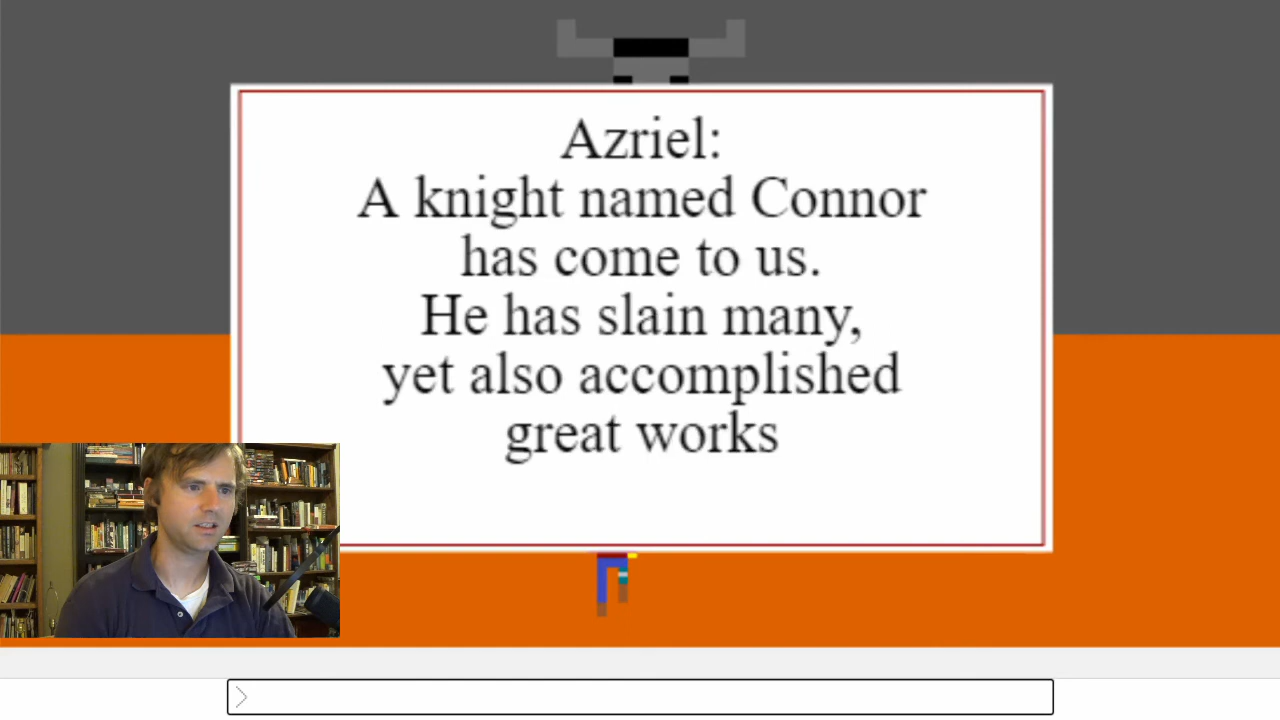 Azriel:
A knight named Connor
has come to us.
He has slain many,
yet also accomplished
great works